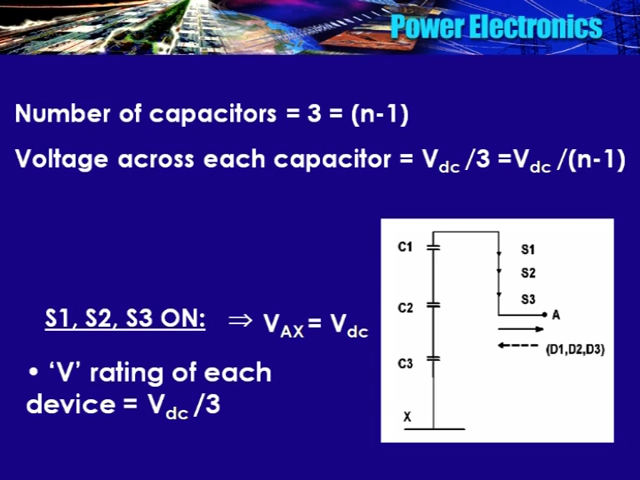 Power Electronics
Number of capacitors = 3 = (n-1)
Voltage across each capacitor = Vdc /3 =Vdc /(n-1)
S1, S2, S3 ON: ⇒ VAX = Vdc
• ‘V’ rating of each
device = Vdc /3
C1
S1
S2
S3
C2
A
(D1,D2,D3)
C3
X